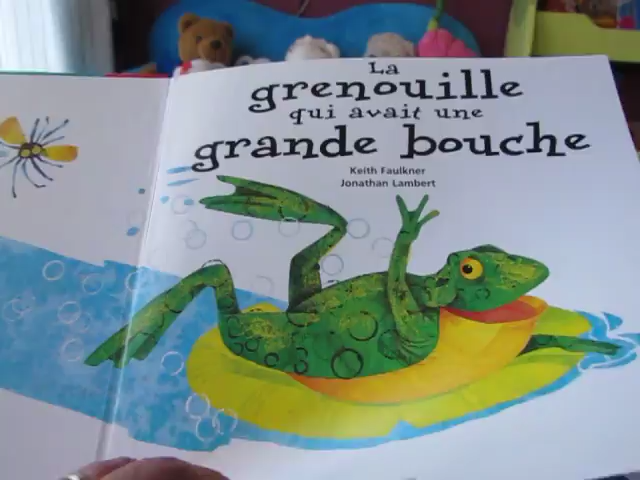 La
grenouille
qui avait une
grande bouche
Keith Faulkner
Jonathan Lambert